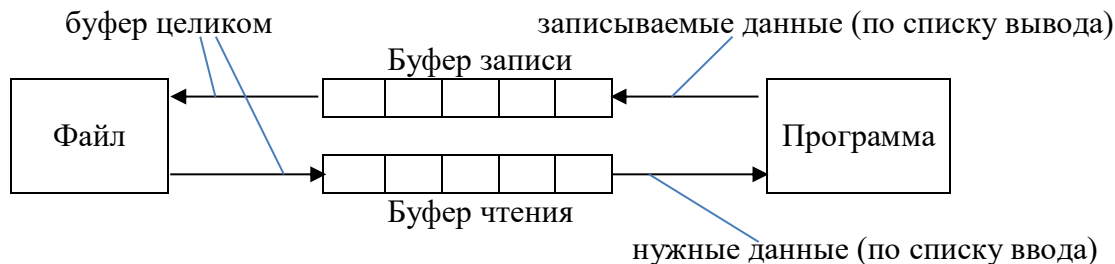 буфер целиком
записываемые данные (по списку вывода)
Буфер записи
Файл
Программа
Буфер чтения
нужные данные (по списку ввода)